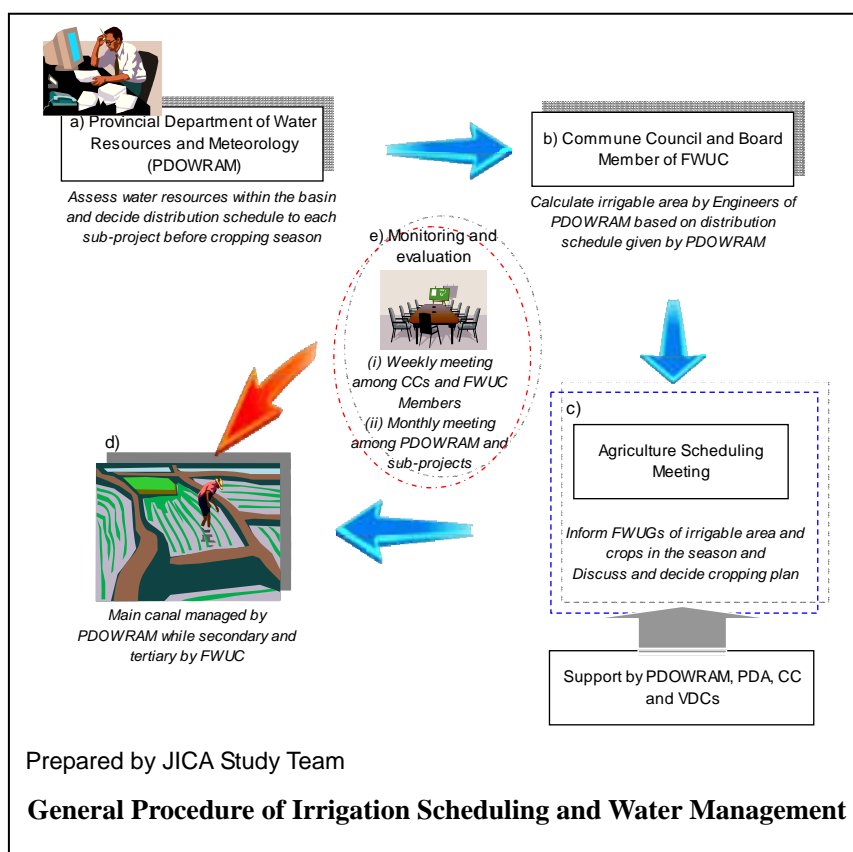 a) Provincial Department of Water
Resources and Meteorology
(PDOWRAM)
Assess water resources within the basin
and decide distribution schedule to each
sub-project before cropping season
b) Commune Council and Board
Member of FWUC
Calculate irrigable area by Engineers of
PDOWRAM based on distribution
schedule given by PDOWRAM
e) Monitoring and
evaluation
(i) Weekly meeting
among CCs and FWUC
Members
(ii) Monthly meeting
among PDOWRAM and
sub-projects
c)
Agriculture Scheduling
Meeting
Inform FWUGs of irrigable area and
crops in the season and
Discuss and decide cropping plan
d)
Main canal managed by
PDOWRAM while secondary and
tertiary by FWUC
Support by PDOWRAM, PDA, CC
and VDCs
Prepared by JICA Study Team
General Procedure of Irrigation Scheduling and Water Management